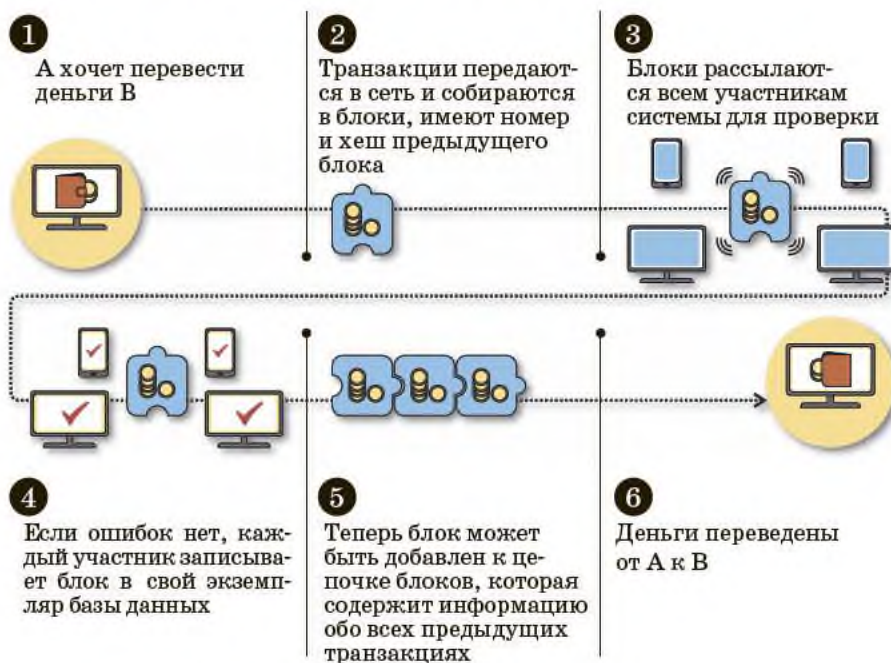 1
А хочет перевести
деньги В
2
Транзакции передают-
ся в сеть и собираются
в блоки, имеют номер
и хеш предыдущего
блока
3
Блоки рассылают-
ся всем участникам
системы для проверки
4
Если ошибок нет, каж-
дый участник записыва-
ет блок в свой экземп-
ляр базы данных
5
Теперь блок может
быть добавлен к це-
почке блоков, которая
содержит информацию
обо всех предыдущих
транзакциях
6
Деньги переведены
от А к В